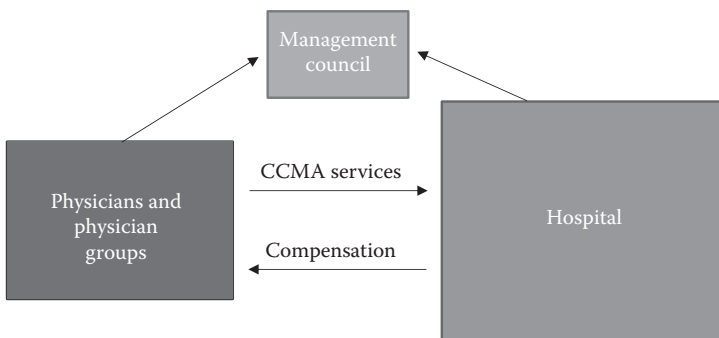 Management
council
CCMA services
Physicians and
physician
groups
Hospital
Compensation